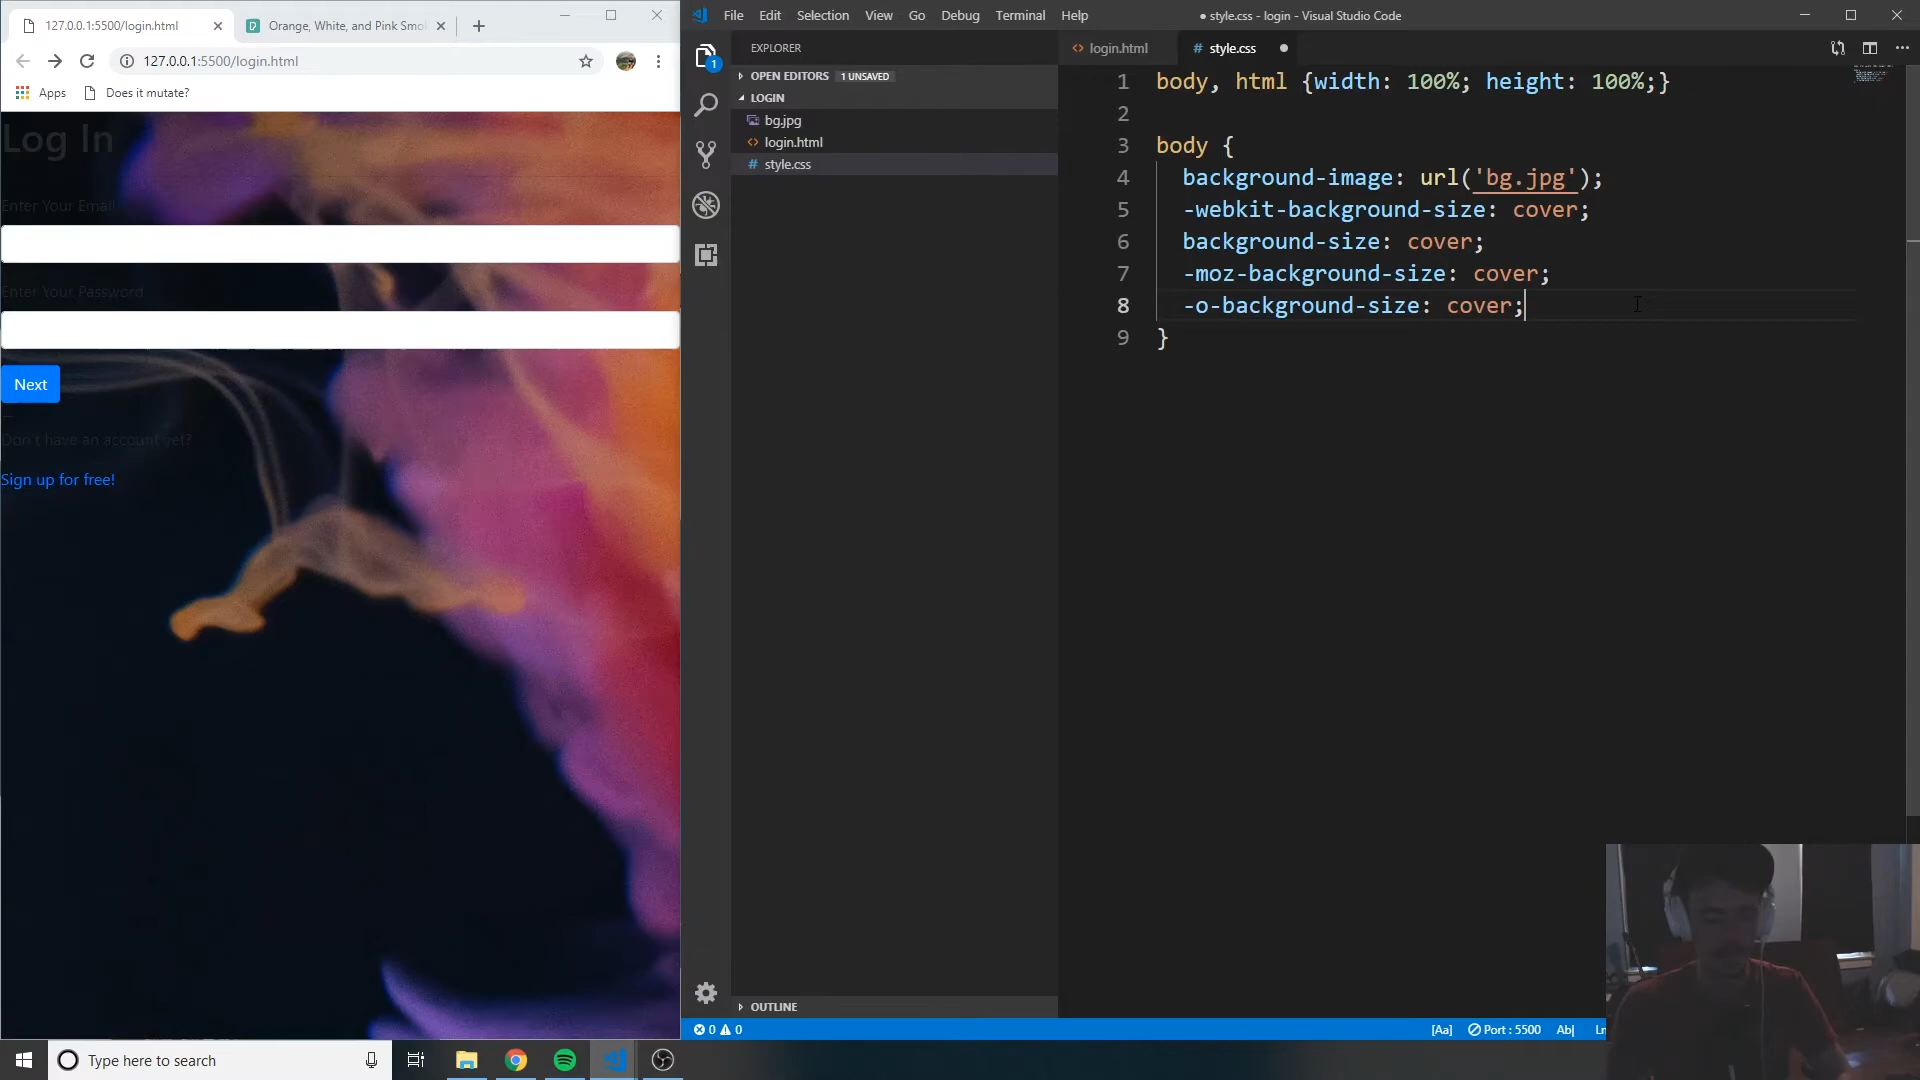 127.0.0.1:5500/login.html
Orange, White, and Pink Smo
127.0.0.1:5500/login.html
Apps
Does it mutate?
Log In
Enter Your Email
Enter Your Password
Next
Don't have an account yet?
Sign up for free!
File Edit Selection View Go Debug Terminal Help
● style.css - login - Visual Studio Code
1
EXPLORER
OPEN EDITORS 1 UNSAVED
LOGIN
bg.jpg
login.html
style.css
OUTLINE
login.html
# style.css
1 body, html {width: 100%; height: 100%;}
2
3 body {
4 background-image: url('bg.jpg');
5 -webkit-background-size: cover;
6 background-size: cover;
7 -moz-background-size: cover;
8 -o-background-size: cover;
9 }
0 0
[Aa] Port : 5500 Ab| Ln
Type here to search